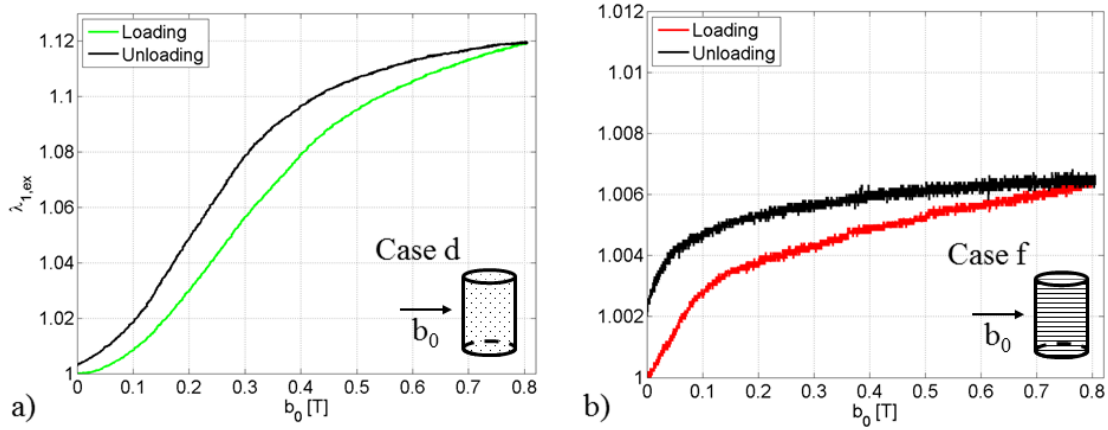 Loading
Unloading
1.12
1.1
1.08
1.06
1.04
1.02
1
λ1,ex
0 0.1 0.2 0.3 0.4 0.5 0.6 0.7 0.8
b0 [T]
Case d
b0
a)
Loading
Unloading
1.012
1.01
1.008
1.006
1.004
1.002
1
0 0.1 0.2 0.3 0.4 0.5 0.6 0.7 0.8
b0 [T]
Case f
b0
b)